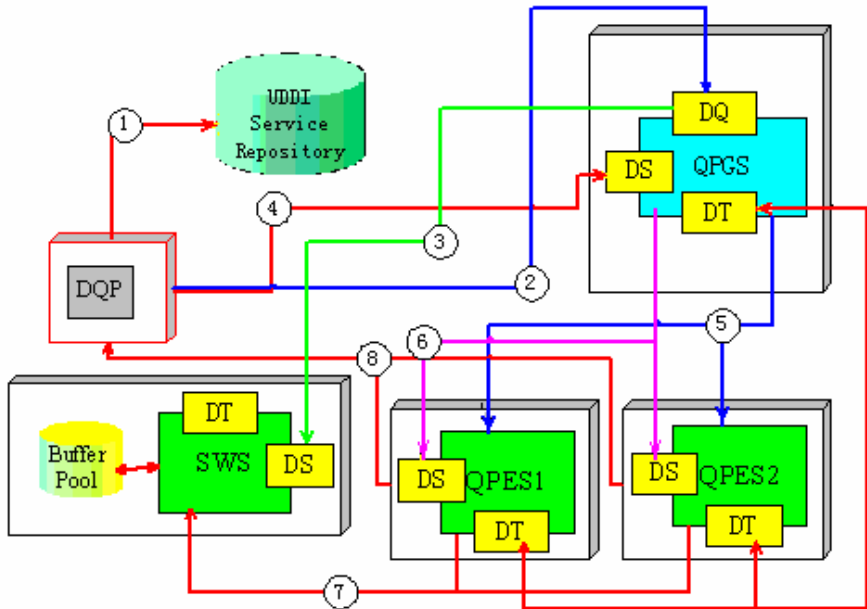 UDDI
Service
Repository
1
DQ
DS
QPGS
DT
4
3
2
DQP
5
6
8
DT
Buffer
Pool
SWS
DS
DS
QPES1
DT
DS
QPES2
DT
7